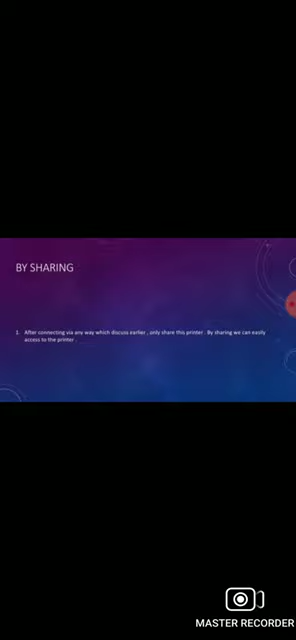 BY SHARING
1. After connecting via any way which discuss earlier , only share this printer . By sharing we can easily
access to the printer .
MASTER RECORDER